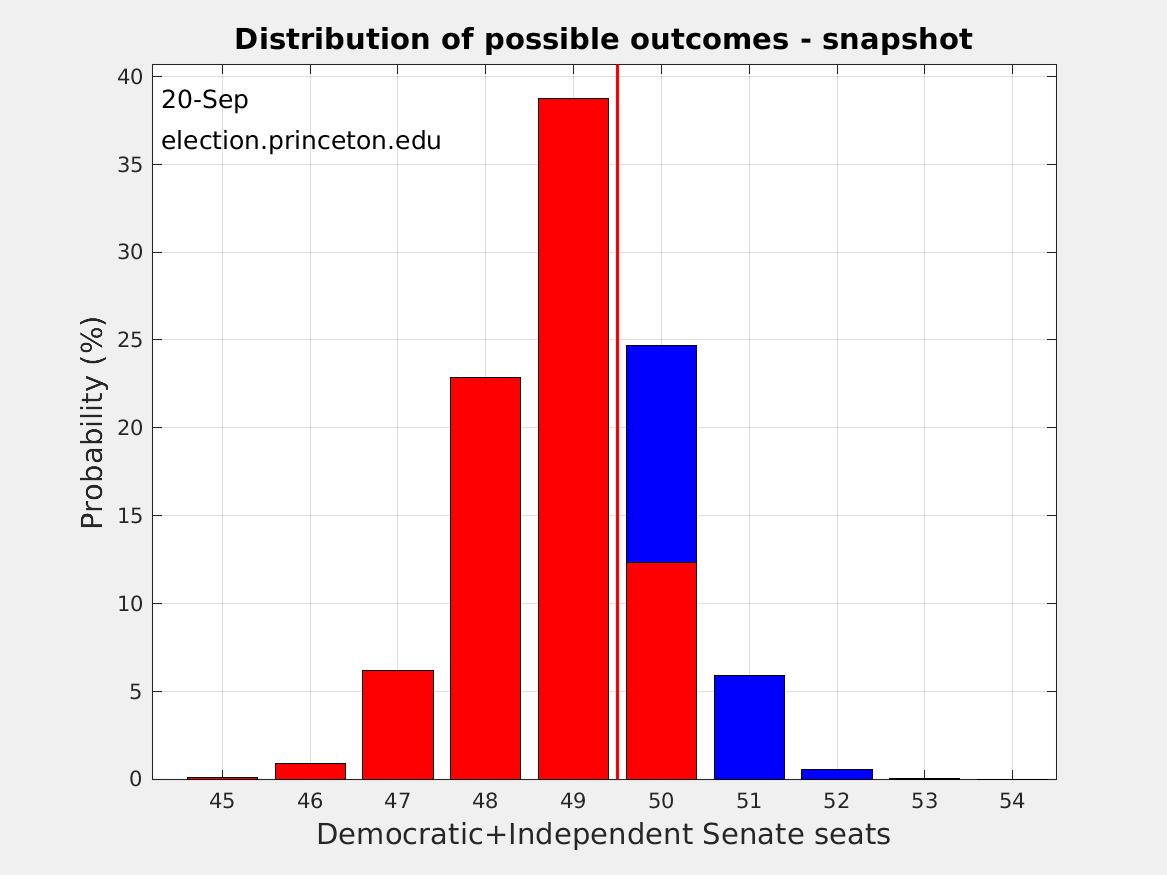 Distribution of possible outcomes - snapshot
20-Sep
election.princeton.edu
Probability (%)
40
35
30
25
20
15
10
5
0
45 46 47 48 49 50 51 52 53 54
Democratic+Independent Senate seats